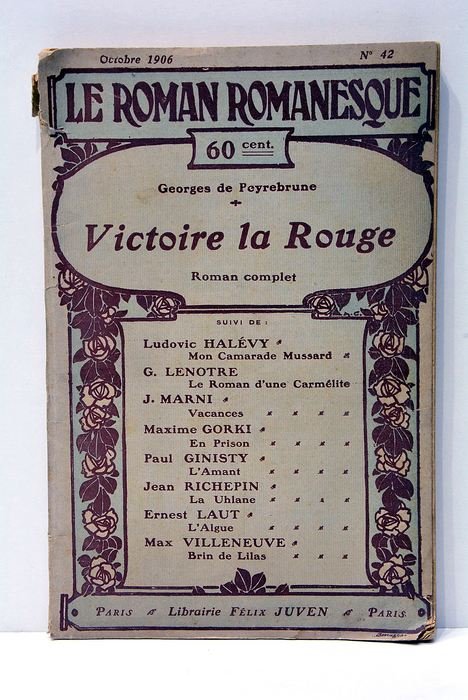 Octobre 1906 N° 42
LE ROMAN ROMANESQUE
60 cent.
Georges de Peyrebrune
Victoire la Rouge
Roman complet
SUIVI DE :
Ludovic HALÉVY
Mon Camarade Mussard
G. LENOTRE
Le Roman d'une Carmélite
J. MARNI
Vacances
Maxime GORKI
En Prison
Paul GINISTY
L'Amant
Jean RICHEPIN
La Uhlane
Ernest LAUT
L'Aigue
Max VILLENEUVE
Brin de Lilas
PARIS Librairie FÉLIX JUVEN PARIS